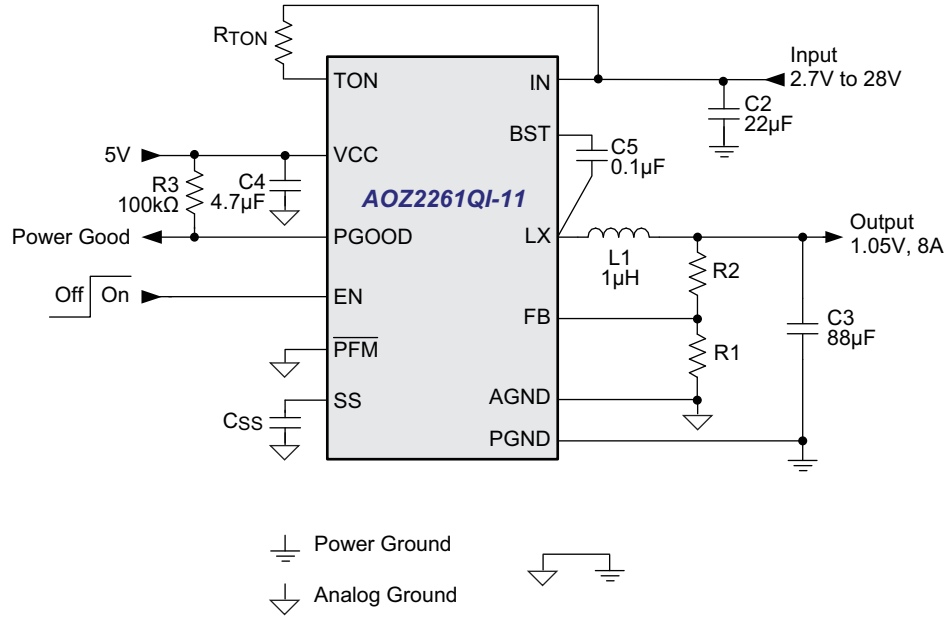 RTON
TON
IN
Input
2.7V to 28V
C2
22µF
BST
C5
0.1µF
5V
VCC
R3
100kΩ
C4
4.7µF
AOZ2261QI-11
Power Good
PGOOD
LX
L1
1µH
Output
1.05V, 8A
R2
Off
On
EN
FB
C3
88µF
PFM
R1
SS
CSS
AGND
PGND
Power Ground
Analog Ground